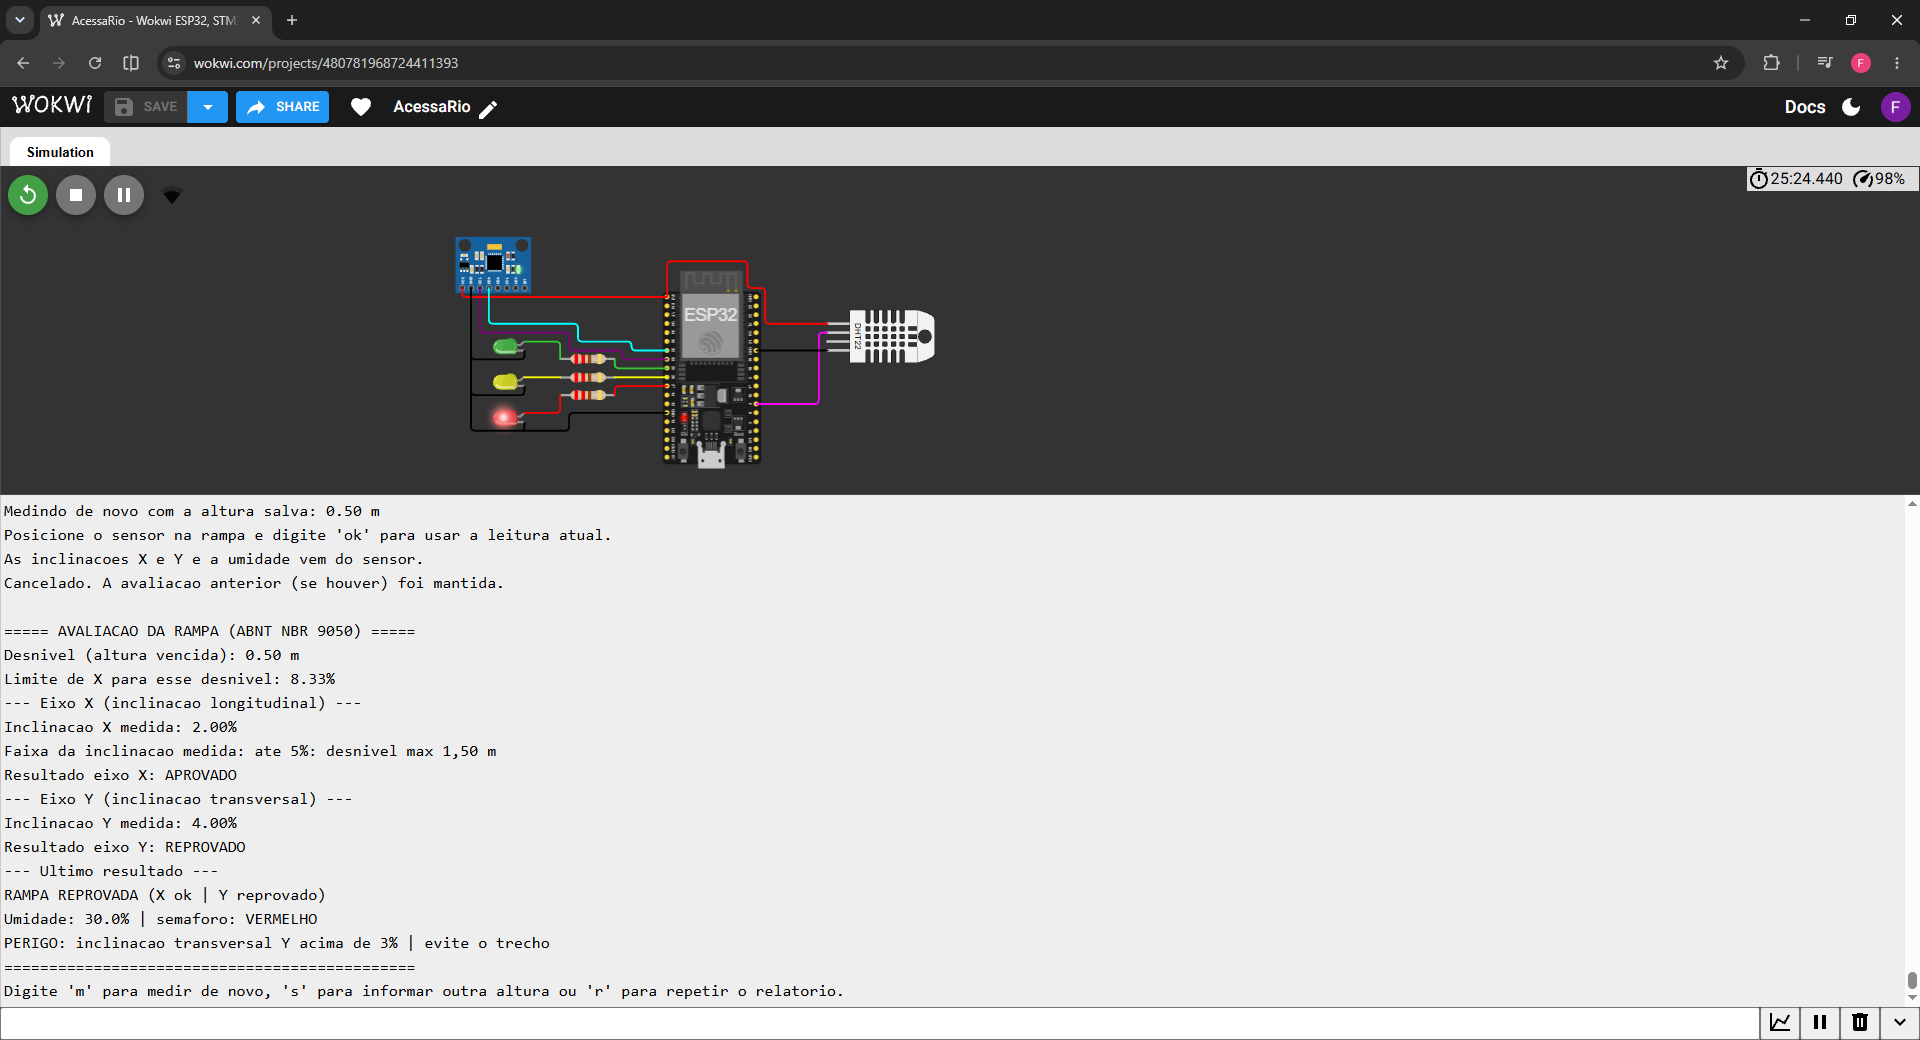 AcessaRio - Wokwi ESP32, STM
wokwi.com/projects/480781968724411393
F
WOKWI
SAVE
SHARE
AcessaRio
Docs
F
Simulation
25:24.440
98%
ESP32
DHT22
Medindo de novo com a altura salva: 0.50 m
Posicione o sensor na rampa e digite 'ok' para usar a leitura atual.
As inclinacoes X e Y e a umidade vem do sensor.
Cancelado. A avaliacao anterior (se houver) foi mantida.
===== AVALIACAO DA RAMPA (ABNT NBR 9050) =====
Desnivel (altura vencida): 0.50 m
Limite de X para esse desnivel: 8.33%
--- Eixo X (inclinacao longitudinal) ---
Inclinacao X medida: 2.00%
Faixa da inclinacao medida: ate 5%: desnivel max 1,50 m
Resultado eixo X: APROVADO
--- Eixo Y (inclinacao transversal) ---
Inclinacao Y medida: 4.00%
Resultado eixo Y: REPROVADO
--- Ultimo resultado ---
RAMPA REPROVADA (X ok | Y reprovado)
Umidade: 30.0% | semaforo: VERMELHO
PERIGO: inclinacao transversal Y acima de 3% | evite o trecho
==============================================
Digite 'm' para medir de novo, 's' para informar outra altura ou 'r' para repetir o relatorio.